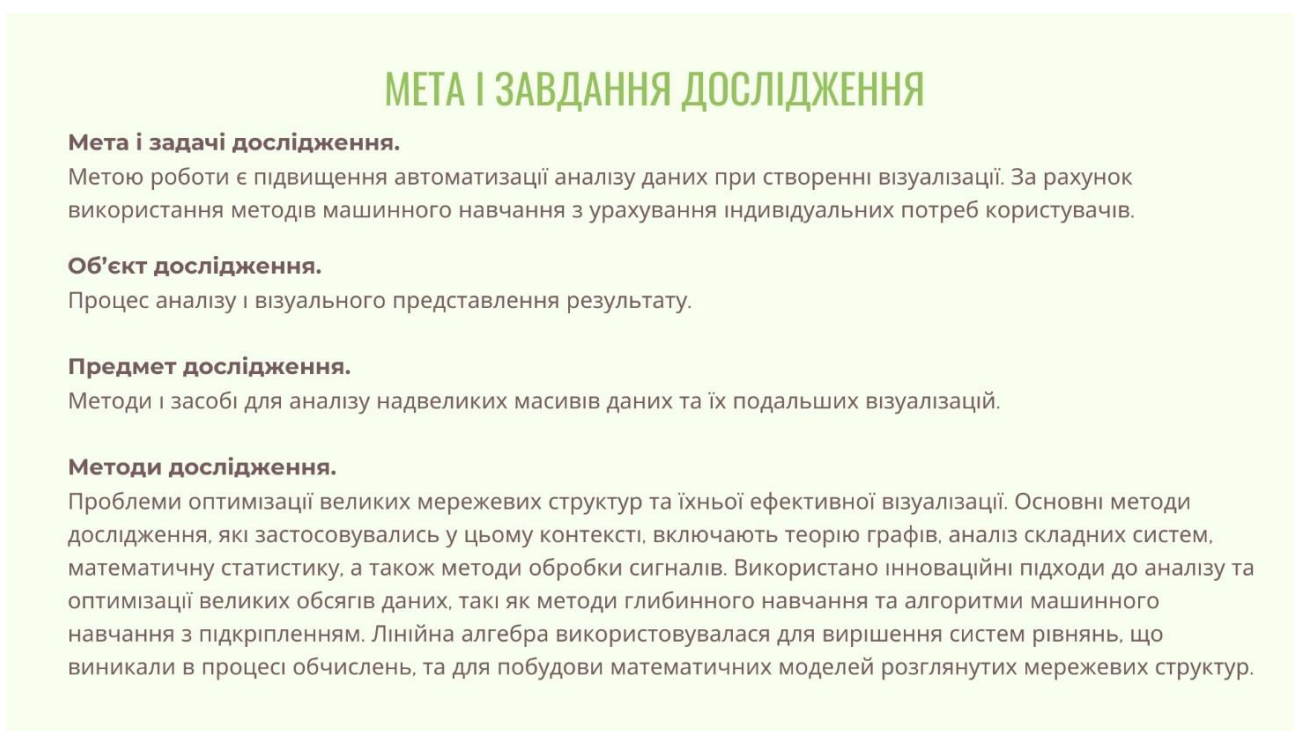 МЕТА І ЗАВДАННЯ ДОСЛІДЖЕННЯ
Мета і задачі дослідження.
Метою роботи є підвищення автоматизації аналізу даних при створенні візуалізації. За рахунок
використання методів машинного навчання з урахування індивідуальних потреб користувачів.
Об’єкт дослідження.
Процес аналізу і візуального представлення результату.
Предмет дослідження.
Методи і засобі для аналізу надвеликих масивів даних та їх подальших візуалізацій.
Методи дослідження.
Проблеми оптимізації великих мережевих структур та їхньої ефективної візуалізації. Основні методи
дослідження, які застосовувались у цьому контексті, включають теорію графів, аналіз складних систем,
математичну статистику, а також методи обробки сигналів. Використано інноваційні підходи до аналізу та
оптимізації великих обсягів даних, такі як методи глибинного навчання та алгоритми машинного
навчання з підкріпленням. Лінійна алгебра використовувалася для вирішення систем рівнянь, що
виникали в процесі обчислень, та для побудови математичних моделей розглянутих мережевих структур.